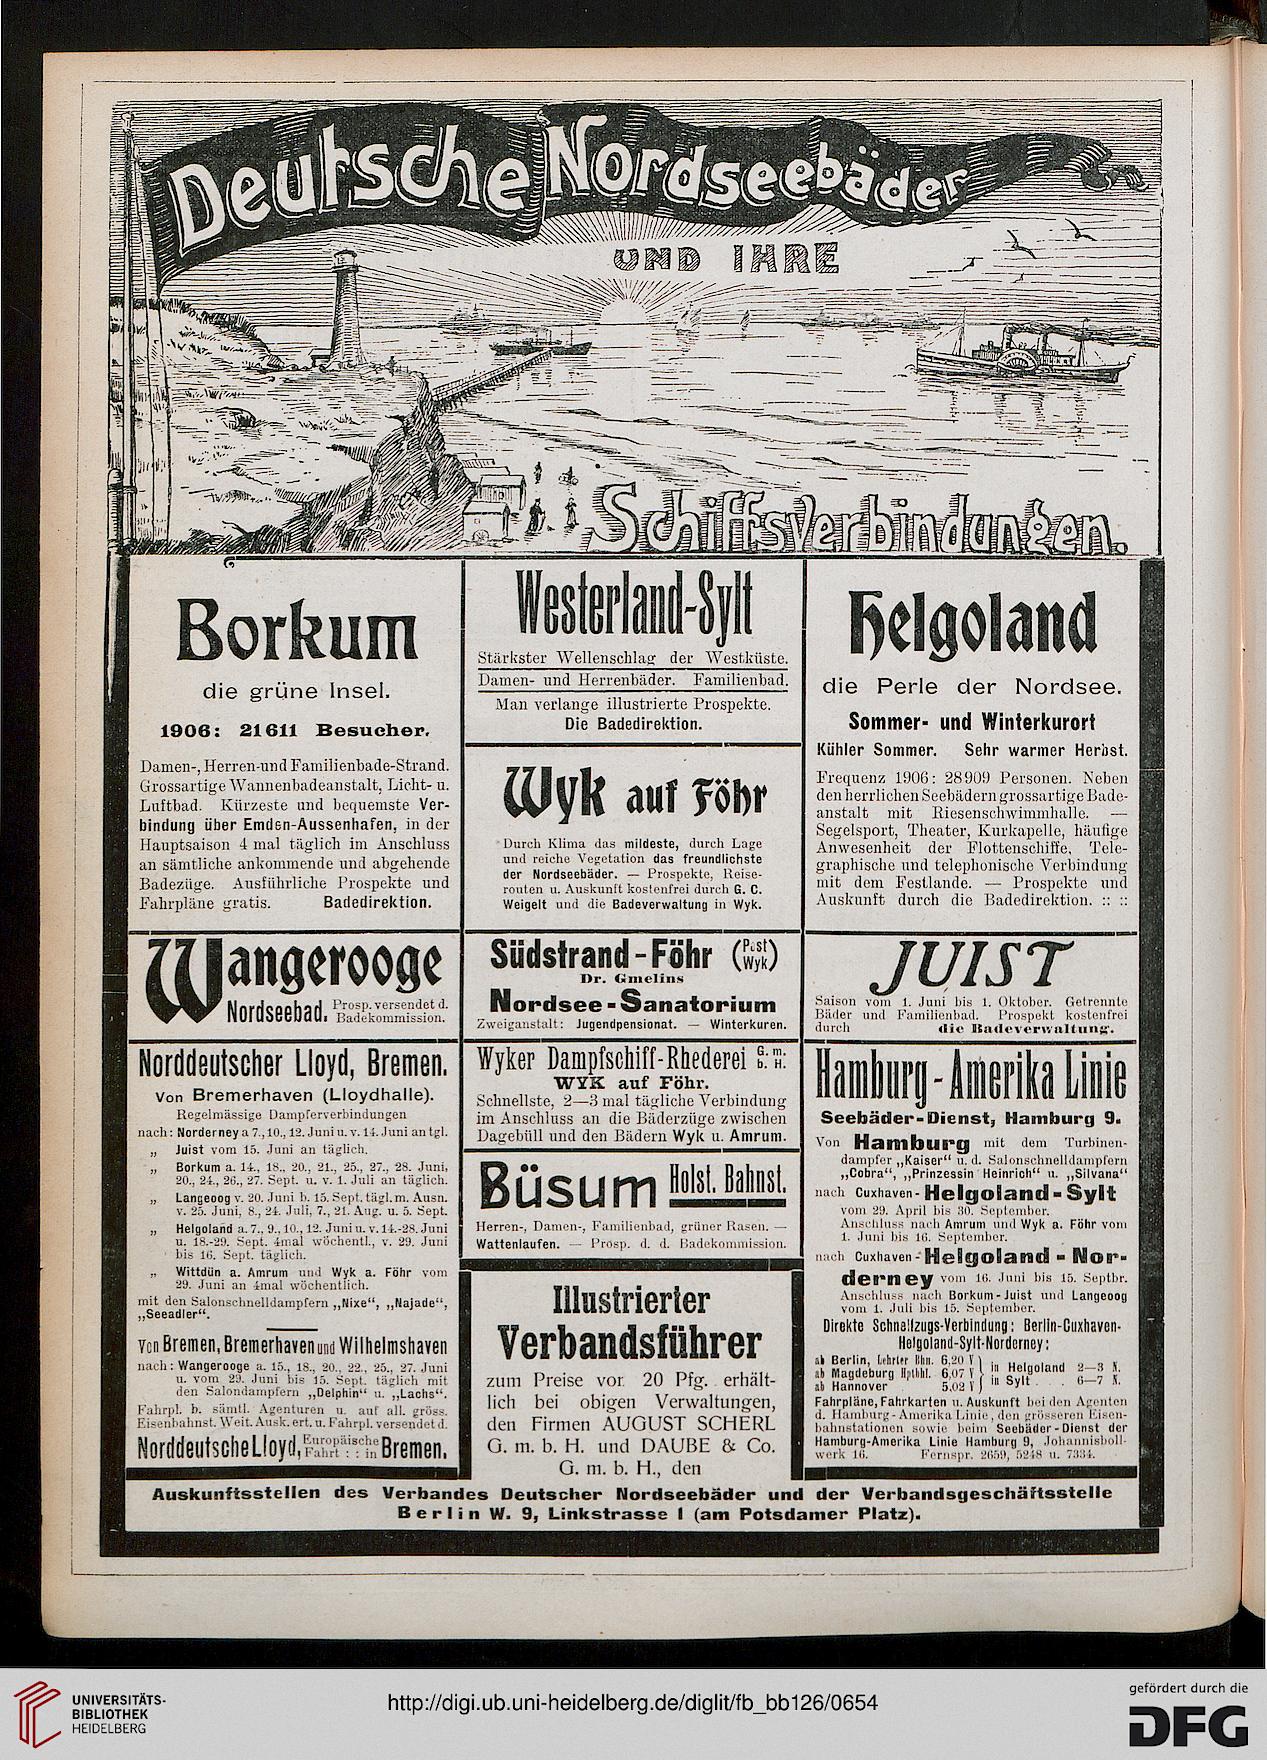 Deutsche Nordseebäder
UND IHRE
Schiffsverbindungen.
Borkum
die grüne Insel.
1906: 21611 Besucher.
Damen-, Herren-und Familienbade-Strand.
Grossartige Wannenbadeanstalt, Licht- u.
Luftbad. Kürzeste und bequemste Ver-
bindung über Emden-Aussenhafen, in der
Hauptsaison 4 mal täglich im Anschluss
an sämtliche ankommende und abgehende
Badezüge. Ausführliche Prospekte und
Fahrpläne gratis. Badedirektion.
Wangerooge
Nordseebad. Prosp. versendet d.
Badekommission.
Norddeutscher Lloyd, Bremen.
Von Bremerhaven (Lloydhalle).
Regelmässige Dampferverbindungen
nach: Norderney a 7., 10., 12. Juni u. v. 14. Juni an tgl.
„ Juist vom 15. Juni an täglich.
„ Borkum a. 14., 18., 20., 21., 25., 27., 28. Juni,
20., 24., 26., 27. Sept. u. v. 1. Juli an täglich.
„ Langeoog v. 20. Juni b. 15. Sept. tägl. m. Ausn.
v. 25. Juni, 8., 24. Juli, 7., 21. Aug. u. 5. Sept.
„ Helgoland a. 7., 9., 10., 12. Juni u. v. 14.-28. Juni
u. 18.-29. Sept. 4mal wöchentl., v. 29. Juni
bis 16. Sept. täglich.
„ Wittdün a. Amrum und Wyk a. Föhr vom
29. Juni an 4mal wöchentlich.
mit den Salonschnelldampfern „Nixe“, „Najade“,
„Seeadler“.
Von Bremen, Bremerhaven und Wilhelmshaven
nach: Wangerooge a. 15., 18., 20., 22., 25., 27. Juni
u. vom 29. Juni bis 15. Sept. täglich mit
den Salondampfern „Delphin“ u. „Lachs“.
Fahrpl. b. sämtl. Agenturen u. auf all. gröss.
Eisenbahnst. Weit. Ausk. ert. u. Fahrpl. versendet d.
Norddeutsche Lloyd, Europäische
Fahrt : : in Bremen.
Westerland-Sylt
Stärkster Wellenschlag der Westküste.
Damen- und Herrenbäder. Familienbad.
Man verlange illustrierte Prospekte.
Die Badedirektion.
Wyk auf Föhr
Durch Klima das mildeste, durch Lage
und reiche Vegetation das freundlichste
der Nordseebäder. — Prospekte, Reise-
routen u. Auskunft kostenfrei durch G. C.
Weigelt und die Badeverwaltung in Wyk.
Südstrand-Föhr (Post Wyk)
Dr. Gmelins
Nordsee-Sanatorium
Zweiganstalt: Jugendpensionat. — Winterkuren.
Wyker Dampfschiff-Rhederei G. m. b. H.
WYK auf Föhr.
Schnellste, 2—3 mal tägliche Verbindung
im Anschluss an die Bäderzüge zwischen
Dagebüll und den Bädern Wyk u. Amrum.
Büsum Holst. Bahnst.
Herren-, Damen-, Familienbad, grüner Rasen. —
Wattenlaufen. — Prosp. d. d. Badekommission.
Illustrierter
Verbandsführer
zum Preise von 20 Pfg. erhält-
lich bei obigen Verwaltungen,
den Firmen AUGUST SCHERL
G. m. b. H. und DAUBE & Co.
G. m. b. H., den
Helgoland
die Perle der Nordsee.
Sommer- und Winterkurort
Kühler Sommer. Sehr warmer Herbst.
Frequenz 1906: 28909 Personen. Neben
den herrlichen Seebädern grossartige Bade-
anstalt mit Riesenschwimmhalle. —
Segelsport, Theater, Kurkapelle, häufige
Anwesenheit der Flottenschiffe, Tele-
graphische und telephonische Verbindung
mit dem Festlande. — Prospekte und
Auskunft durch die Badedirektion. :: ::
JUIST
Saison vom 1. Juni bis 1. Oktober. Getrennte
Bäder und Familienbad. Prospekt kostenfrei
durch die Badeverwaltung.
Hamburg-Amerika Linie
Seebäder-Dienst, Hamburg 9.
Von Hamburg mit dem Turbinen-
dampfer „Kaiser“ u. d. Salonschnelldampfern
„Cobra“, „Prinzessin Heinrich“ u. „Silvana“
nach Cuxhaven-Helgoland-Sylt
vom 29. April bis 30. September.
Anschluss nach Amrum und Wyk a. Föhr vom
1. Juni bis 16. September.
nach Cuxhaven-Helgoland-Nor-
derney vom 16. Juni bis 15. Septbr.
Anschluss nach Borkum-Juist und Langeoog
vom 1. Juli bis 15. September.
Direkte Schnellzugs-Verbindung: Berlin-Cuxhaven-
Helgoland-Sylt-Norderney:
ab Berlin, Lehrter Bhn. 6,20 V
ab Magdeburg Hptbhf. 6,07 V
ab Hannover 5,02 V
in Helgoland 2—3 N.
in Sylt . . 6—7 N.
Fahrpläne, Fahrkarten u. Auskunft bei den Agenten
d. Hamburg-Amerika Linie, den grösseren Eisen-
bahnstationen sowie beim Seebäder-Dienst der
Hamburg-Amerika Linie Hamburg 9, Johannisboll-
werk 16. Fernspr. 2659, 5248 u. 7334.
Auskunftsstellen des Verbandes Deutscher Nordseebäder und der Verbandsgeschäftsstelle
Berlin W. 9, Linkstrasse 1 (am Potsdamer Platz).
UNIVERSITÄTS-
BIBLIOTHEK
HEIDELBERG
http://digi.ub.uni-heidelberg.de/diglit/fb_bb126/0654
gefördert durch die
DFG